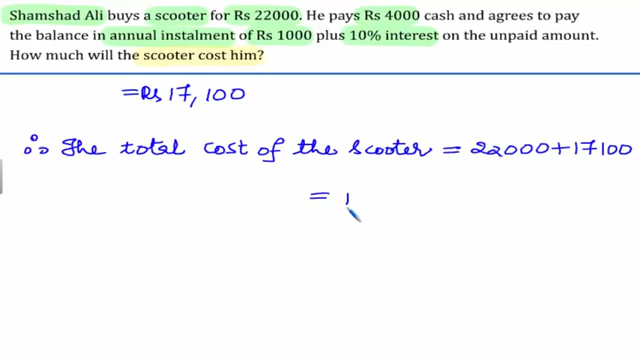 Shamshad Ali buys a scooter for Rs 22000. He pays Rs 4000 cash and agrees to pay
the balance in annual instalment of Rs 1000 plus 10% interest on the unpaid amount.
How much will the scooter cost him?
=Rs 17,100
∴ The total cost of the scooter = 22000+17100
= 1